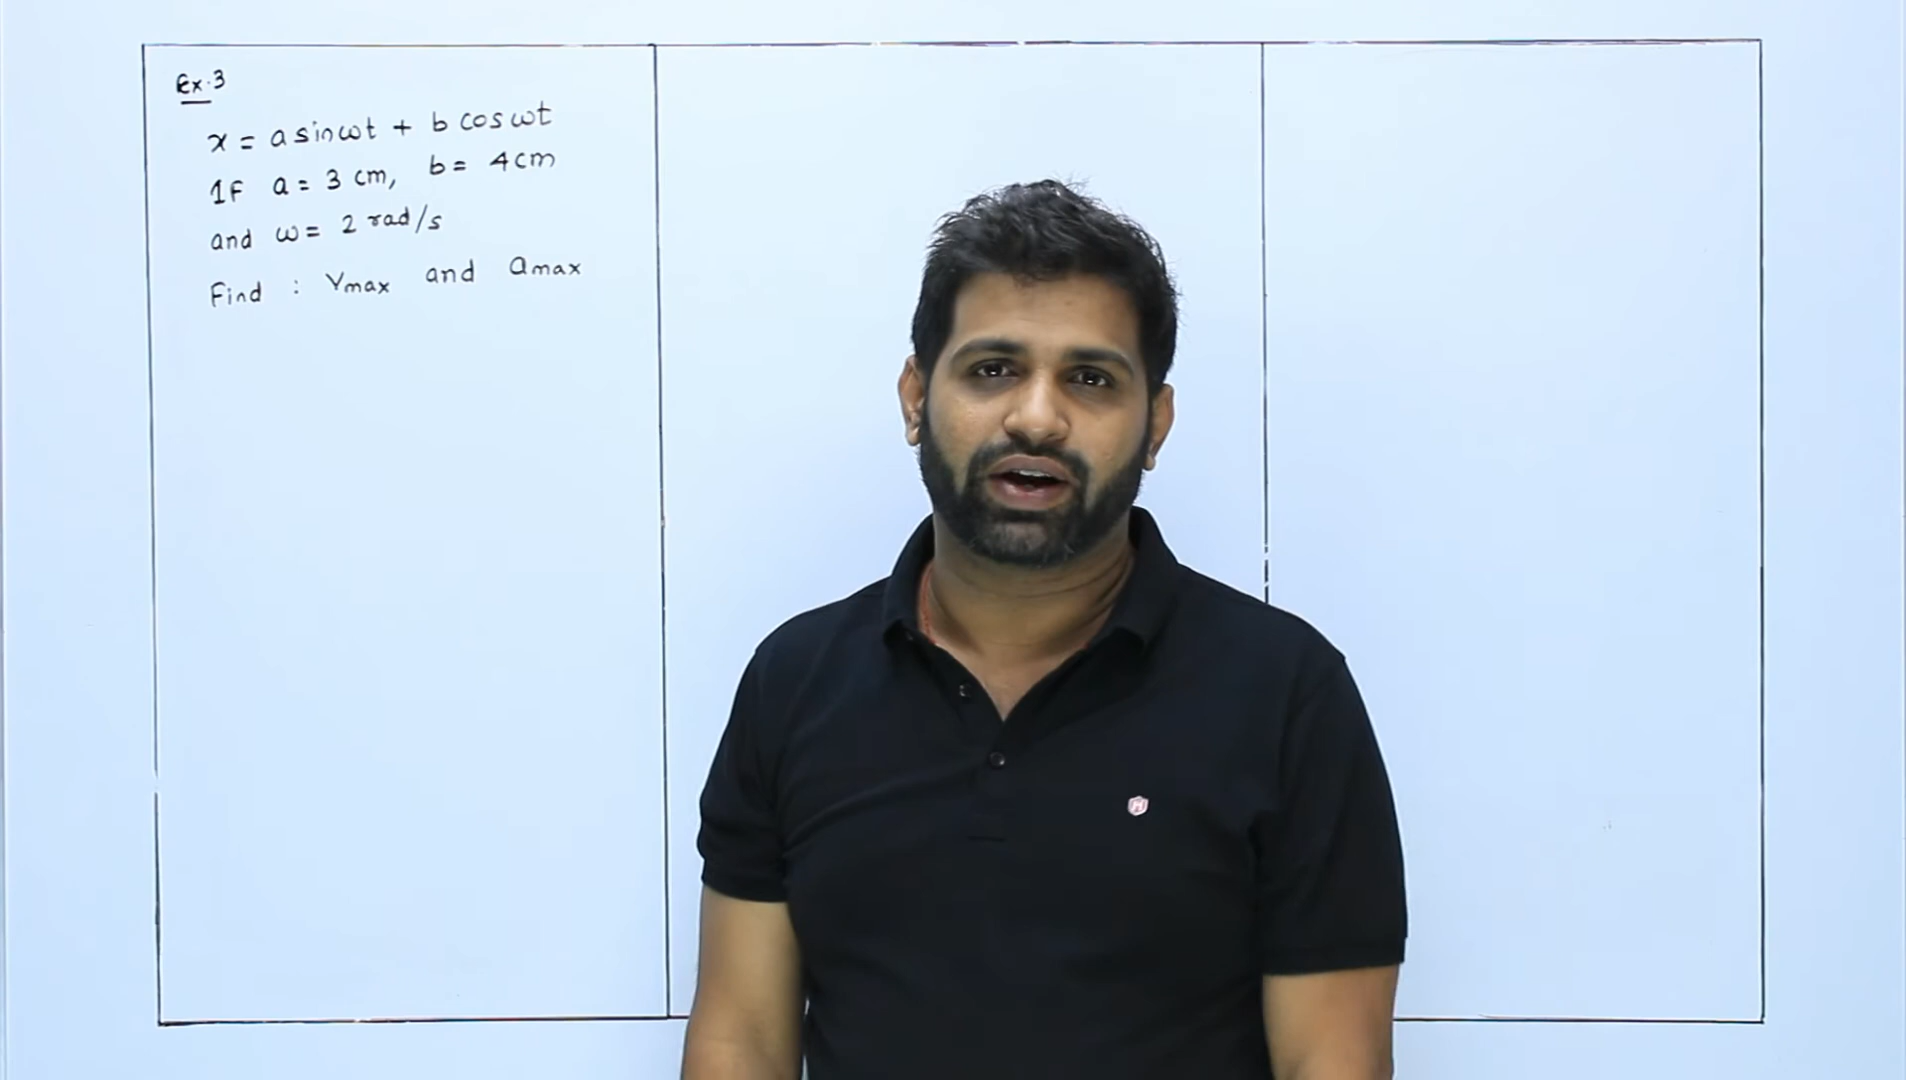 Ex.3
x = a sinωt + b cosωt
If a = 3 cm, b = 4cm
and ω = 2 rad/s
Find : Vmax and amax